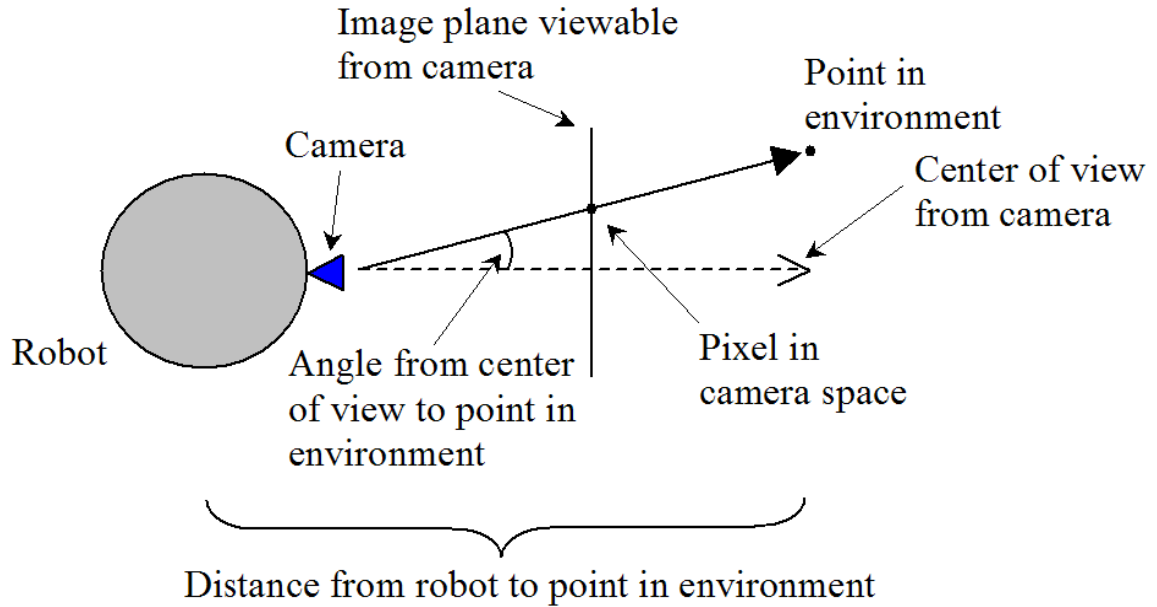 Image plane viewable
from camera
Point in
environment
Camera
Center of view
from camera
Robot
Angle from center
of view to point in
environment
Pixel in
camera space
Distance from robot to point in environment